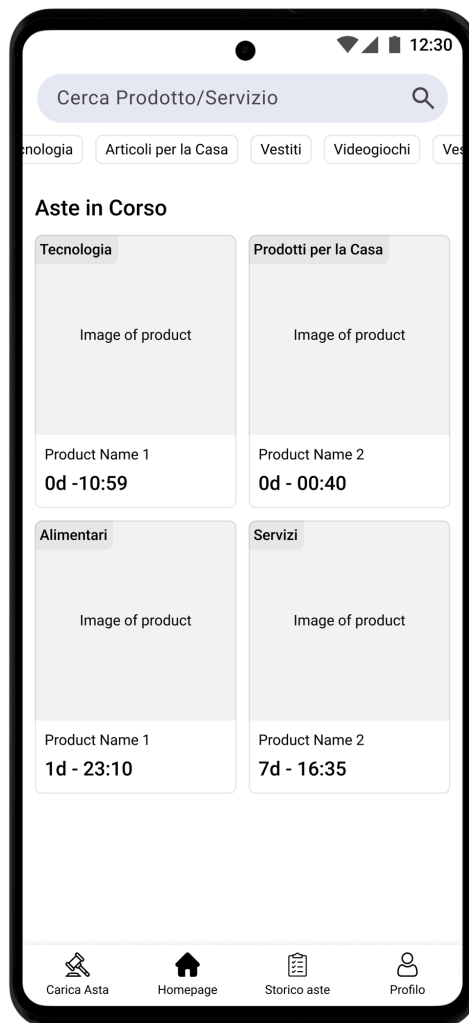 12:30
Cerca Prodotto/Servizio
cnologia Articoli per la Casa Vestiti Videogiochi Ves
Aste in Corso
Tecnologia Prodotti per la Casa
Image of product Image of product
Product Name 1 Product Name 2
0d -10:59 0d - 00:40
Alimentari Servizi
Image of product Image of product
Product Name 1 Product Name 2
1d - 23:10 7d - 16:35
Carica Asta Homepage Storico aste Profilo